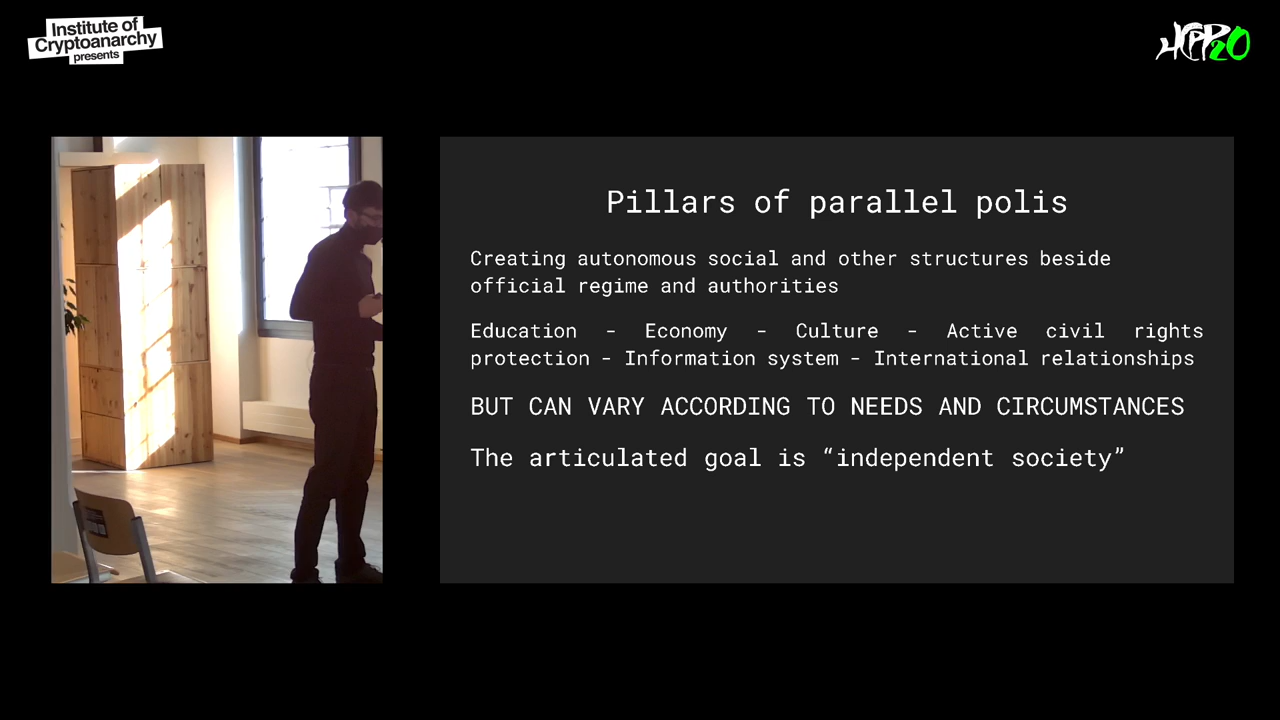 Institute of
Cryptoanarchy
presents
HCPP20
Pillars of parallel polis
Creating autonomous social and other structures beside
official regime and authorities
Education - Economy - Culture - Active civil rights
protection - Information system - International relationships
BUT CAN VARY ACCORDING TO NEEDS AND CIRCUMSTANCES
The articulated goal is “independent society”